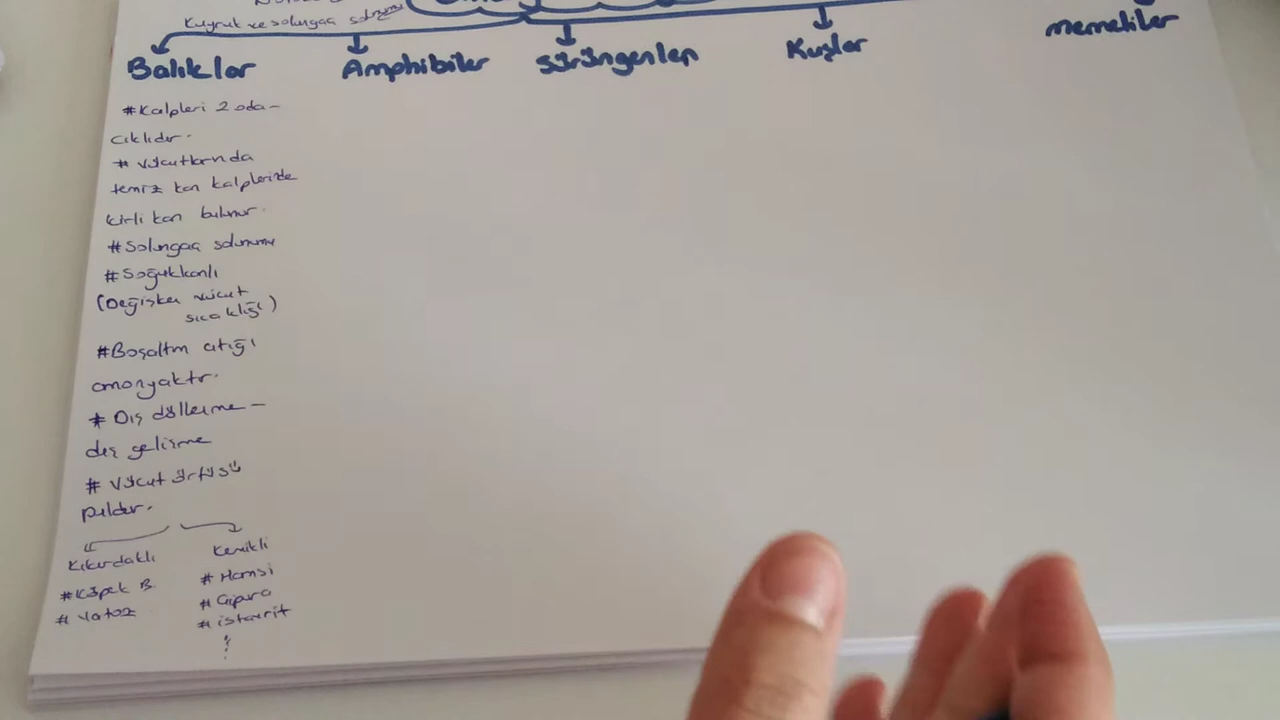 Kuyruk ve solungaç solunumu
Balıklar
Amphibiler
Sürüngenler
Kuşlar
memeliler
#Kalpleri 2 oda-
cıklıdır.
# vücutlarında
temiz kan kalplerinde
kirli kan bulunur.
#Solungaç solunumu
#Soğukkanlı
(Değişken vücut
sıcaklığı)
#Boşaltım atığı
amonyaktır.
# Dış döllenme -
dış gelişme
# Vücut örtüsü
puldur.
Kıkırdaklı
#Köpek B.
# Vatoz
Kemikli
# Hamsi
# Çipura
# istavrit